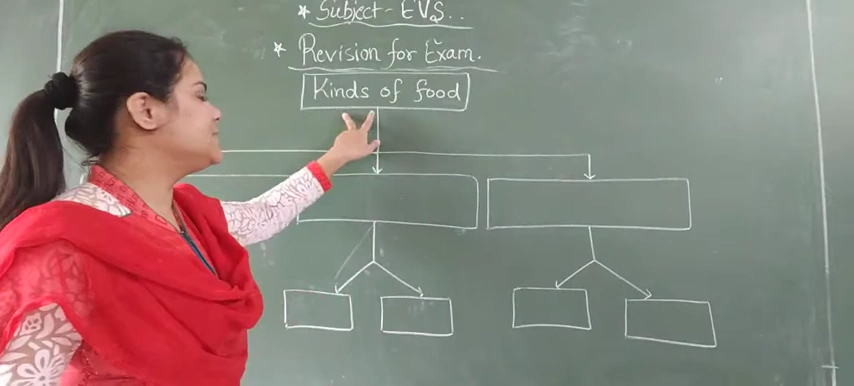 * Subject- EVS..
* Revision for Exam.
Kinds of food